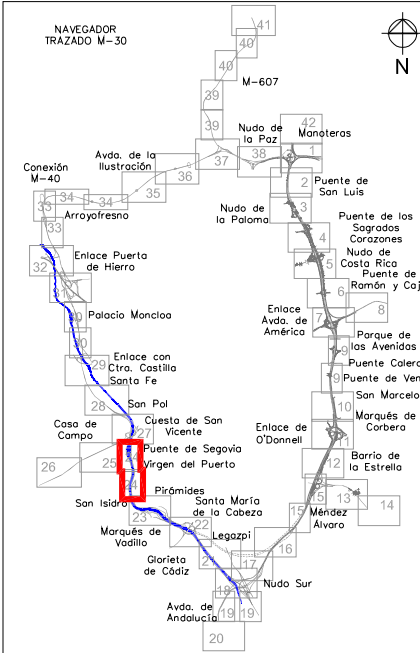 NAVEGADOR
TRAZADO M-30
N
41
40
40
39
M-607
39
42
Nudo de
la Paz
Manoteras
1
38
37
Avda. de la
Ilustración
36
35
34
34
33
33
Conexión
M-40
Arroyofresno
2
Puente de
San Luis
3
Nudo de
la Paloma
Puente de los
Sagrados
Corazones
4
Nudo de
Costa Rica
5
Puente de
Ramón y Caj
6
8
7
Enlace
Avda. de
América
Parque de
las Avenidas
9
Puente Calero
9
Puente de Ven
San Marcelo
10
Marqués de
Corbera
Enlace de
O'Donnell
11
Barrio de
la Estrella
12
13
14
15
15
Méndez
Álvaro
16
17
Nudo Sur
18
19
19
20
Avda. de
Andalucía
Enlace Puerta
de Hierro
32
Palacio Moncloa
Enlace con
Ctra. Castilla
29
Santa Fe
28
San Pol
Cuesta de San
Vicente
27
Casa de
Campo
26
25
Puente de Segovia
Virgen del Puerto
24
San Isidro
Pirámides
23
Santa María
de la Cabeza
22
Marqués de
Vadillo
Legazpi
Glorieta
de Cádiz